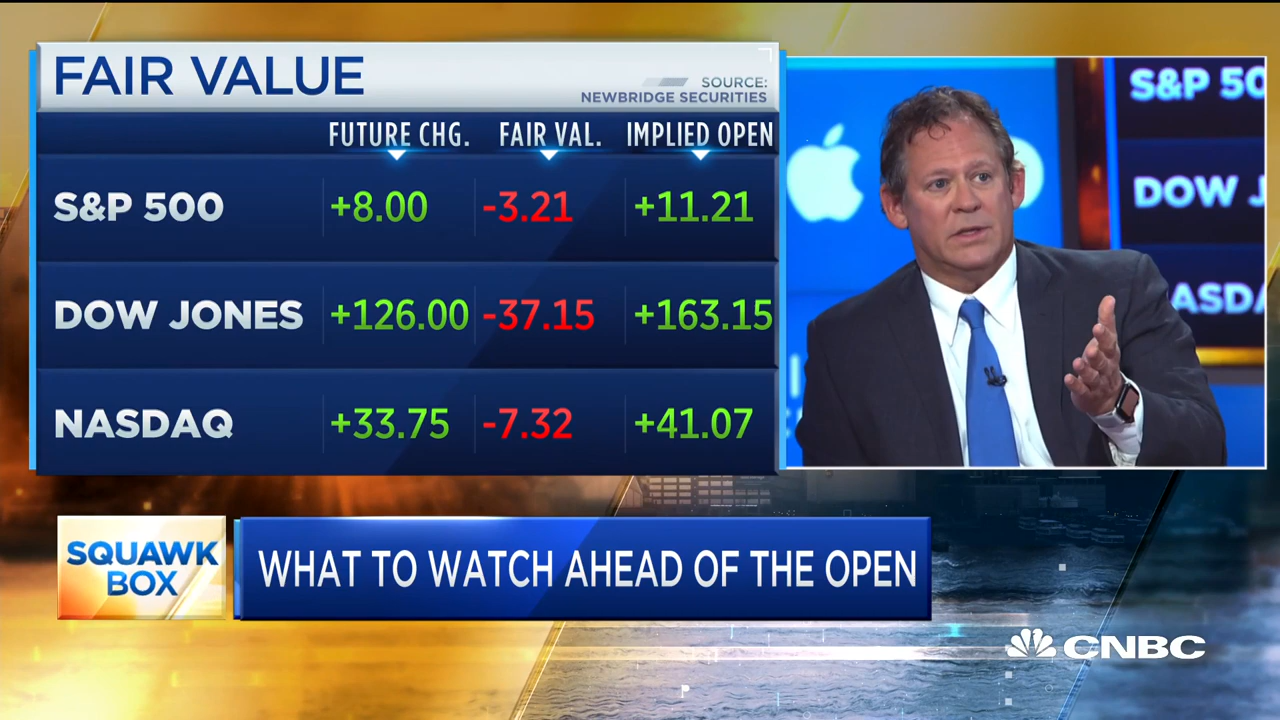 FAIR VALUE
SOURCE:
NEWBRIDGE SECURITIES
FUTURE CHG. FAIR VAL. IMPLIED OPEN
S&P 500 +8.00 -3.21 +11.21
DOW JONES +126.00 -37.15 +163.15
NASDAQ +33.75 -7.32 +41.07
S&P 50
DOW J
ASDA
SQUAWK
BOX
WHAT TO WATCH AHEAD OF THE OPEN
CNBC